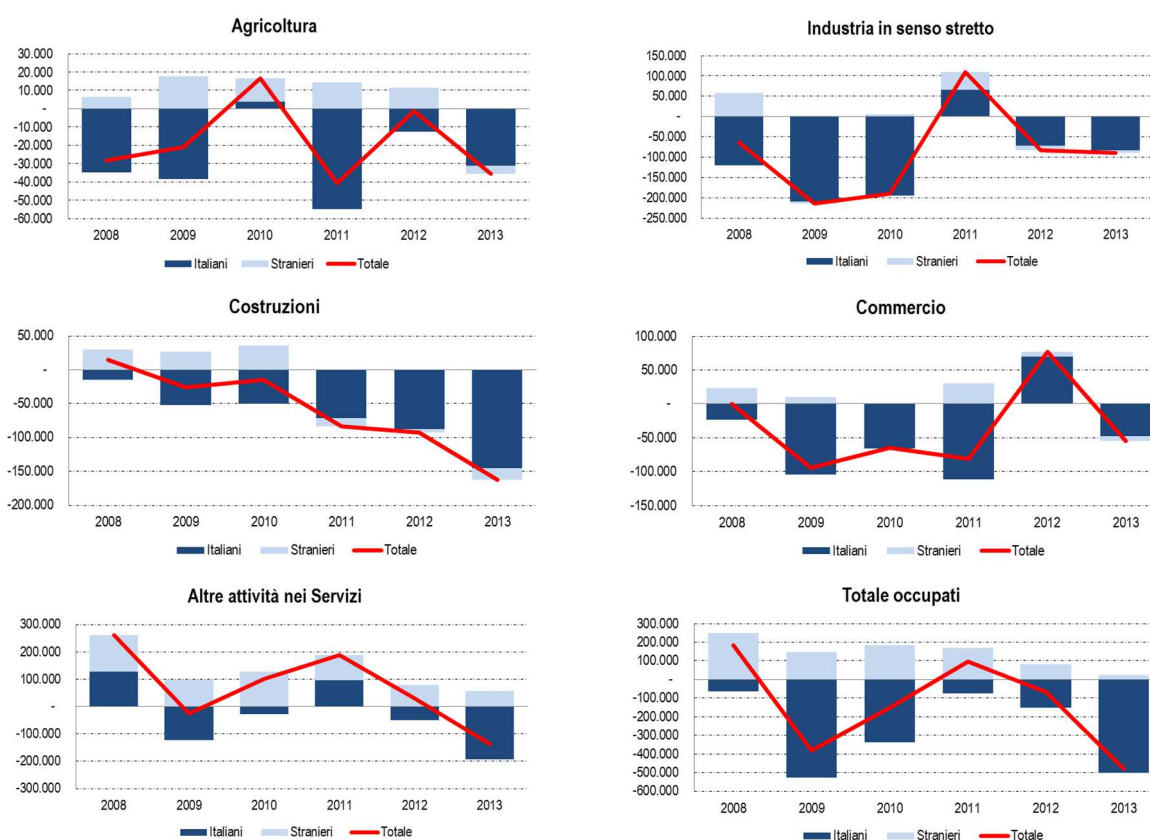 Agricoltura
30.000
20.000
10.000
-
-10.000
-20.000
-30.000
-40.000
-50.000
-60.000
2008 2009 2010 2011 2012 2013
Italiani Stranieri Totale
Industria in senso stretto
150.000
100.000
50.000
-
-50.000
-100.000
-150.000
-200.000
-250.000
2008 2009 2010 2011 2012 2013
Italiani Stranieri Totale
Costruzioni
50.000
-
-50.000
-100.000
-150.000
-200.000
2008 2009 2010 2011 2012 2013
Italiani Stranieri Totale
Commercio
100.000
50.000
-
-50.000
-100.000
-150.000
2008 2009 2010 2011 2012 2013
Italiani Stranieri Totale
Altre attività nei Servizi
300.000
200.000
100.000
-
-100.000
-200.000
-300.000
2008 2009 2010 2011 2012 2013
Italiani Stranieri Totale
Totale occupati
300.000
200.000
100.000
-
-100.000
-200.000
-300.000
-400.000
-500.000
-600.000
2008 2009 2010 2011 2012 2013
Italiani Stranieri Totale